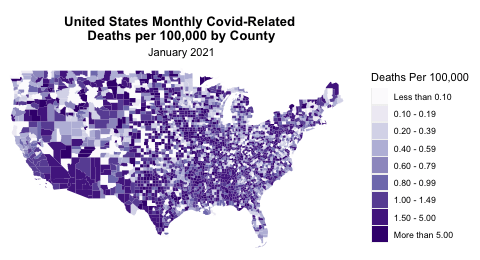 United States Monthly Covid-Related
Deaths per 100,000 by County
January 2021
Deaths Per 100,000
Less than 0.10
0.10 - 0.19
0.20 - 0.39
0.40 - 0.59
0.60 - 0.79
0.80 - 0.99
1.00 - 1.49
1.50 - 5.00
More than 5.00